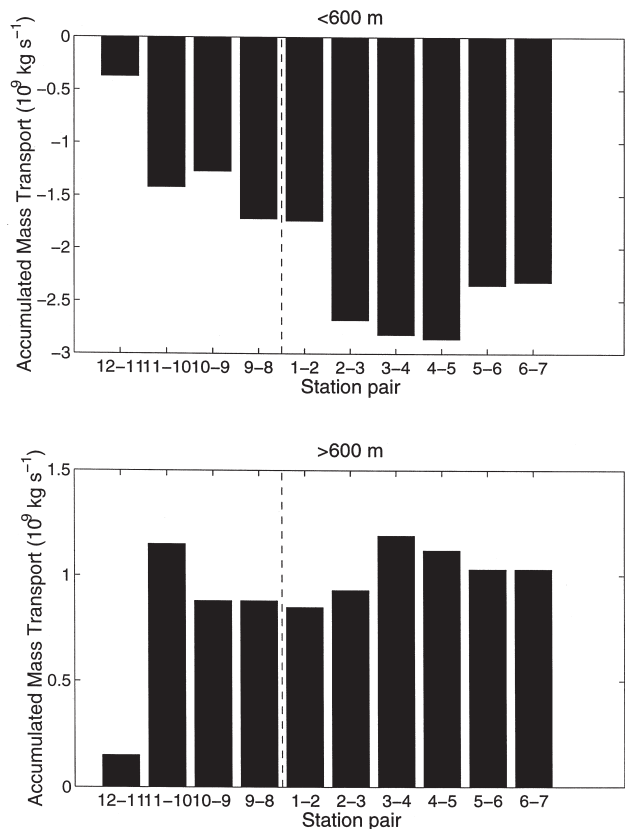 <600 m
Accumulated Mass Transport (10⁹ kg s⁻¹)
0
−0.5
−1
−1.5
−2
−2.5
−3
12−11 11−10 10−9 9−8 1−2 2−3 3−4 4−5 5−6 6−7
Station pair
>600 m
Accumulated Mass Transport (10⁹ kg s⁻¹)
1.5
1
0.5
0
12−11 11−10 10−9 9−8 1−2 2−3 3−4 4−5 5−6 6−7
Station pair